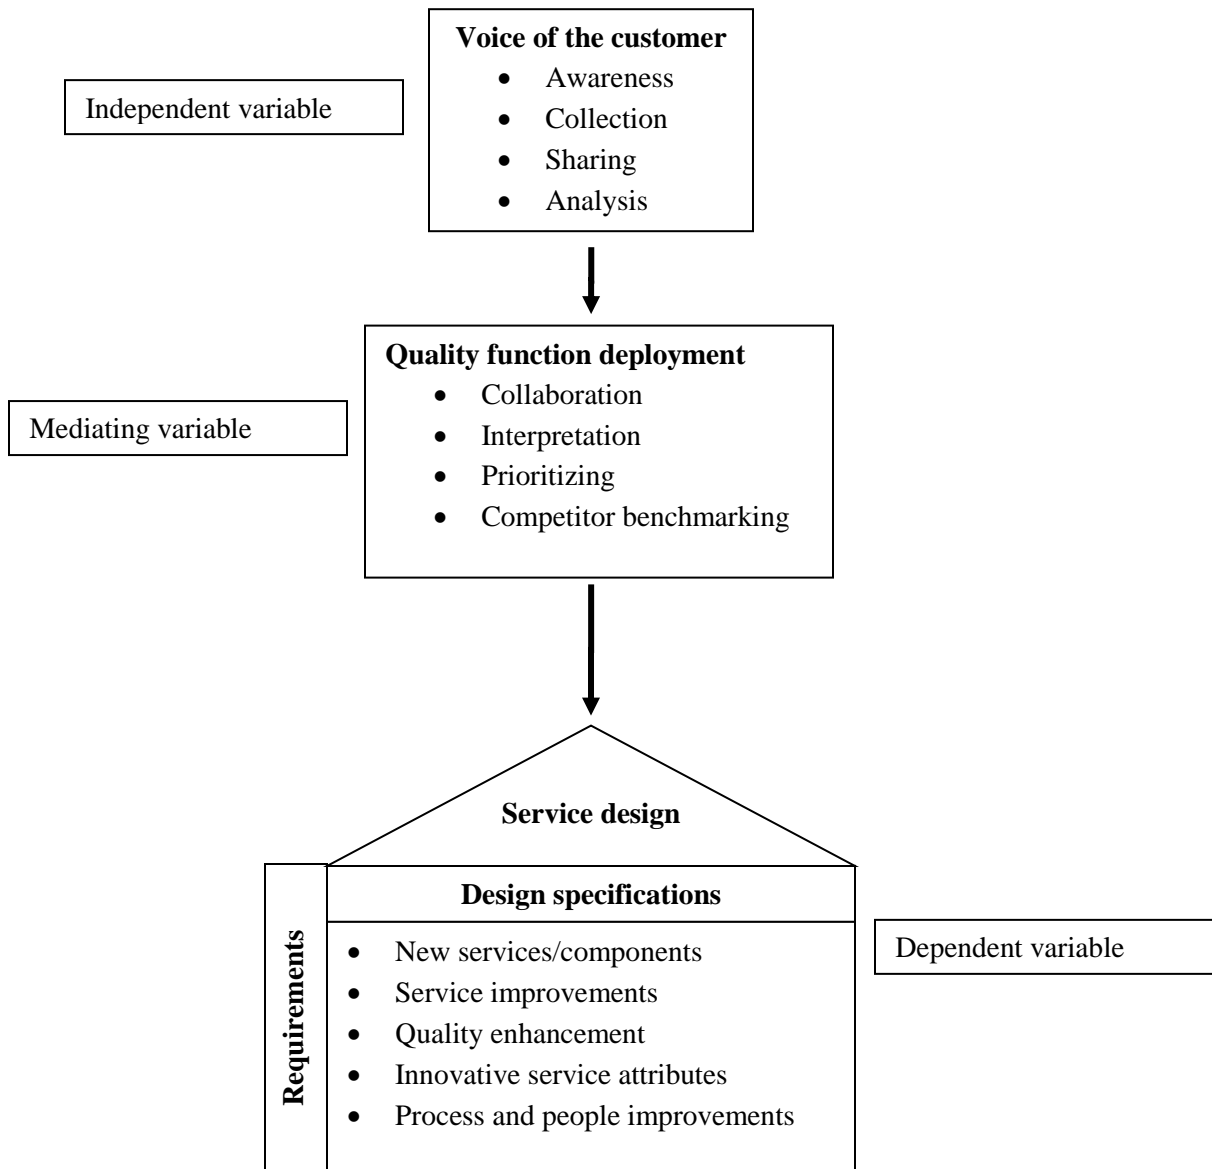 Voice of the customer
• Awareness
• Collection
• Sharing
• Analysis
Independent variable
Quality function deployment
• Collaboration
• Interpretation
• Prioritizing
• Competitor benchmarking
Mediating variable
Service design
Design specifications
Requirements
• New services/components
• Service improvements
• Quality enhancement
• Innovative service attributes
• Process and people improvements
Dependent variable